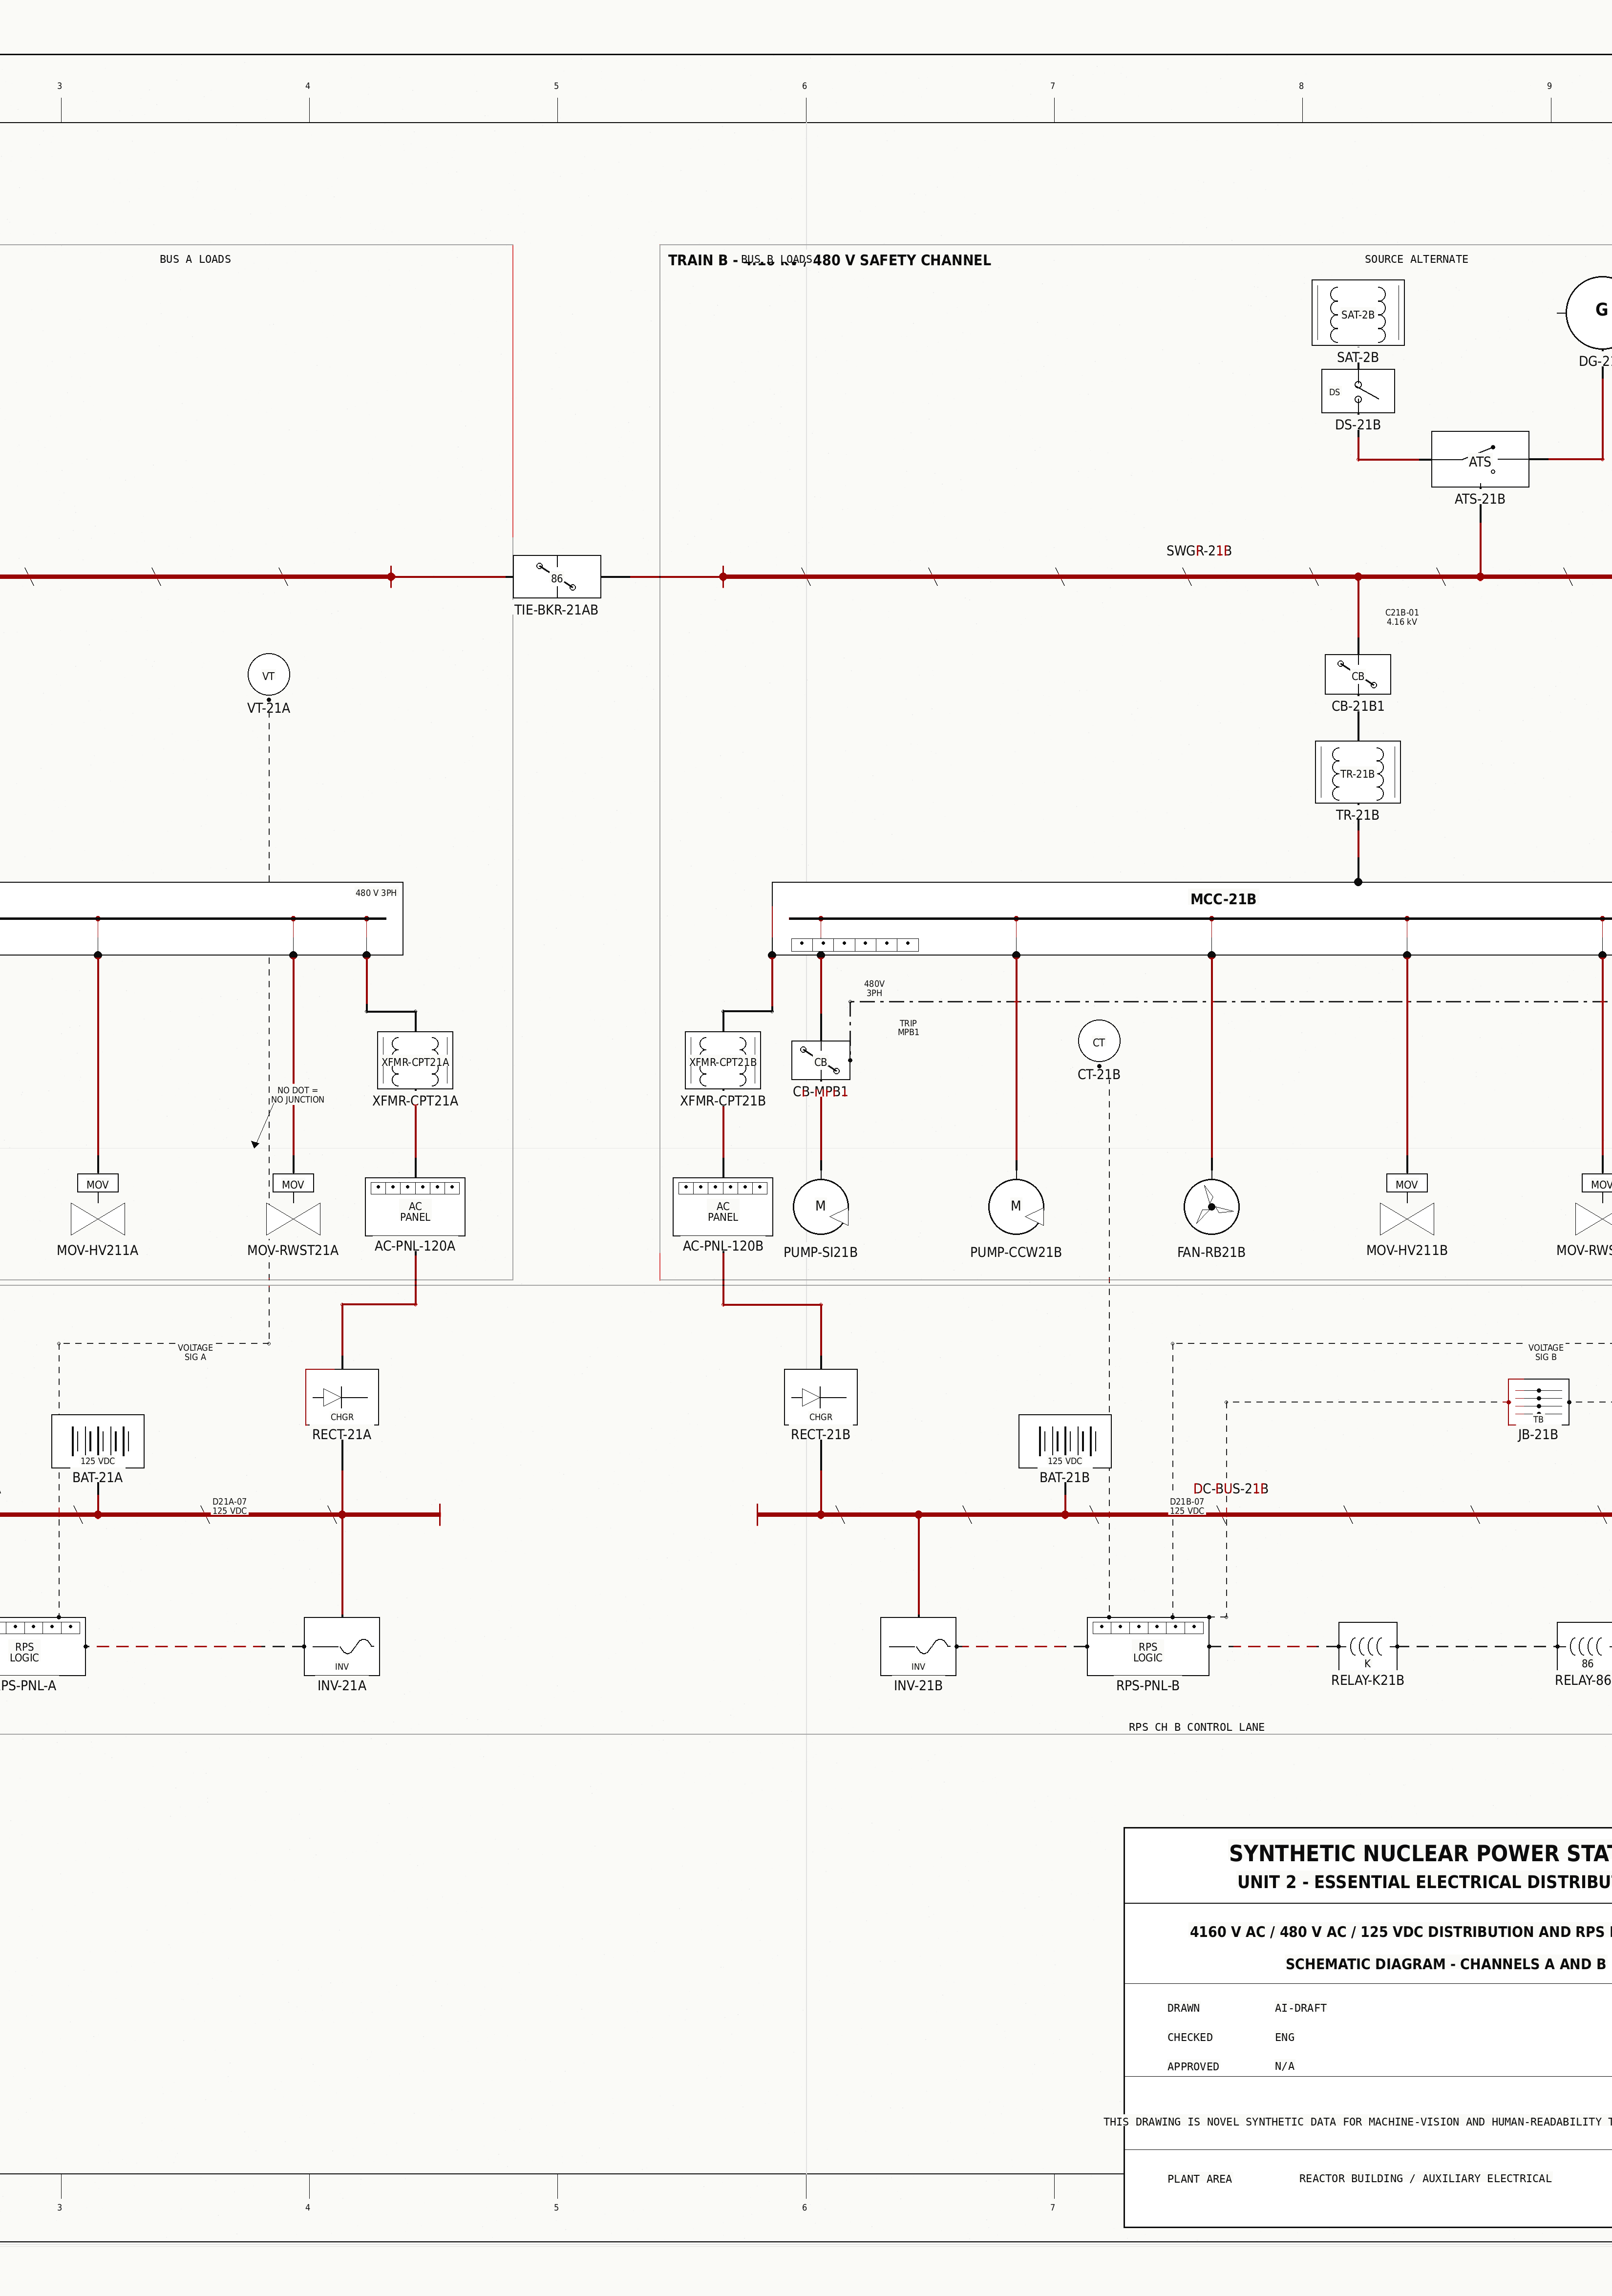 3 4 5 6 7 8 9
BUS A LOADS
TRAIN B -
BUS B LOADS
480 V SAFETY CHANNEL
SOURCE ALTERNATE
SAT-2B
SAT-2B
G
DS
DS-21B
ATS
ATS-21B
SWGR-21B
86
TIE-BKR-21AB
C21B-01
4.16 kV
VT
VT-21A
CB
CB-21B1
TR-21B
TR-21B
480 V 3PH
MCC-21B
480V
3PH
TRIP
MPB1
CT
CT-21B
XFMR-CPT21A
XFMR-CPT21A
XFMR-CPT21B
XFMR-CPT21B
CB
CB-MPB1
NO DOT =
NO JUNCTION
MOV
MOV-HV211A
MOV
MOV-RWST21A
AC
PANEL
AC-PNL-120A
AC
PANEL
AC-PNL-120B
M
PUMP-SI21B
M
PUMP-CCW21B
FAN-RB21B
MOV
MOV-HV211B
MOV
VOLTAGE
SIG A
VOLTAGE
SIG B
CHGR
RECT-21A
CHGR
RECT-21B
TB
JB-21B
125 VDC
BAT-21A
125 VDC
BAT-21B
DC-BUS-21B
D21A-07
125 VDC
D21B-07
125 VDC
RPS
LOGIC
PS-PNL-A
INV
INV-21A
INV
INV-21B
RPS
LOGIC
RPS-PNL-B
K
RELAY-K21B
86
RELAY-86
RPS CH B CONTROL LANE
SYNTHETIC NUCLEAR POWER STAT
UNIT 2 - ESSENTIAL ELECTRICAL DISTRIBU
4160 V AC / 480 V AC / 125 VDC DISTRIBUTION AND RPS
SCHEMATIC DIAGRAM - CHANNELS A AND B
DRAWN AI-DRAFT
CHECKED ENG
APPROVED N/A
THIS DRAWING IS NOVEL SYNTHETIC DATA FOR MACHINE-VISION AND HUMAN-READABILITY T
PLANT AREA REACTOR BUILDING / AUXILIARY ELECTRICAL
3 4 5 6 7